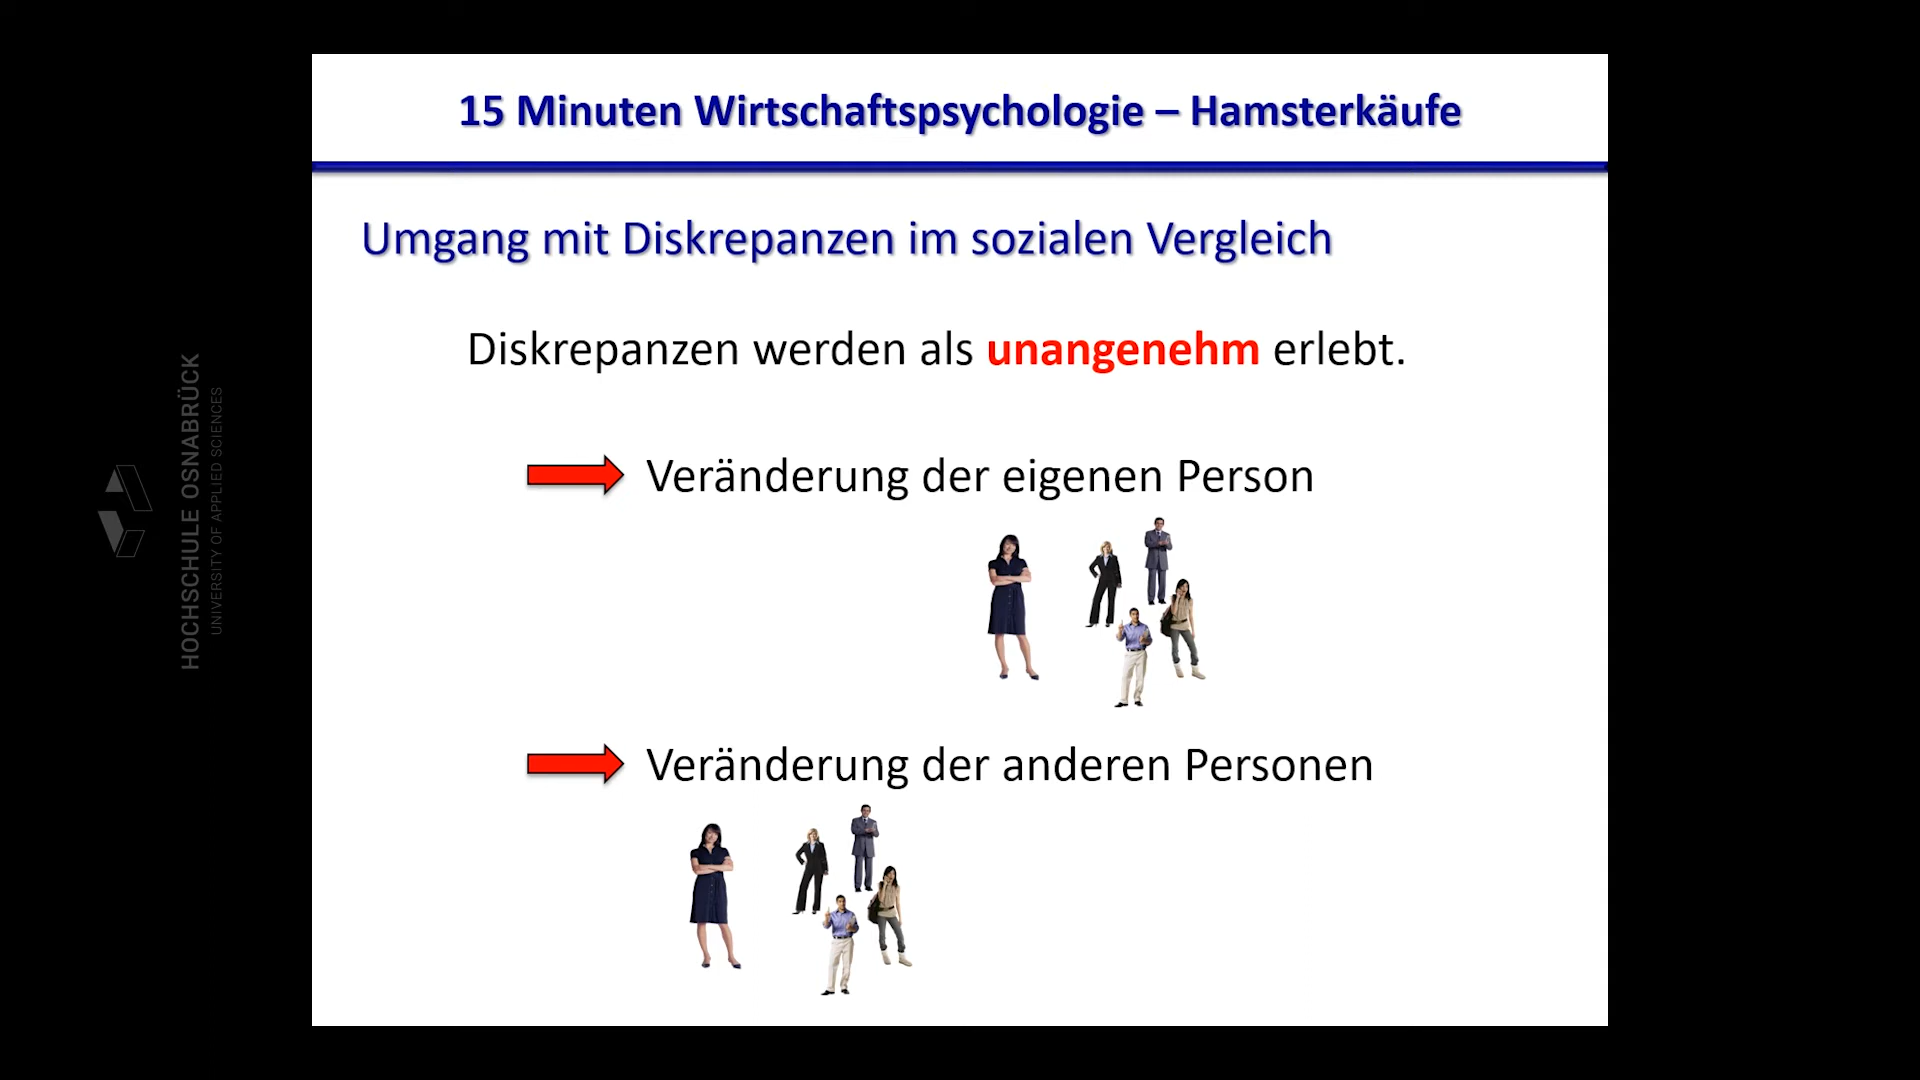 15 Minuten Wirtschaftspsychologie – Hamsterkäufe
Umgang mit Diskrepanzen im sozialen Vergleich
Diskrepanzen werden als unangenehm erlebt.
Veränderung der eigenen Person
Veränderung der anderen Personen
HOCHSCHULE OSNABRÜCK
UNIVERSITY OF APPLIED SCIENCES